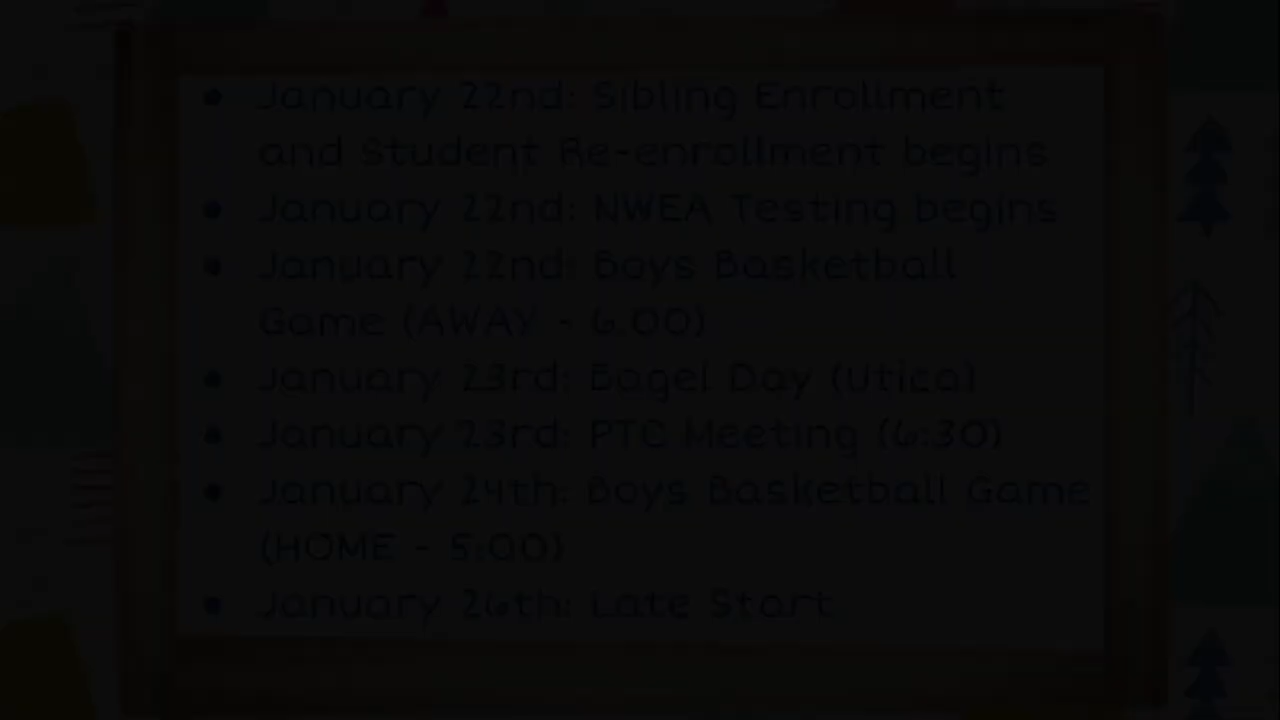 • January 22nd: Sibling Enrollment
and Student Re-enrollment begins
• January 22nd: NWEA Testing begins
• January 22nd: Boys Basketball
Game (AWAY - 6:00)
• January 23rd: Bagel Day (Utica)
• January 23rd: PTC Meeting (6:30)
• January 24th: Boys Basketball Game
(HOME - 5:00)
• January 26th: Late Start